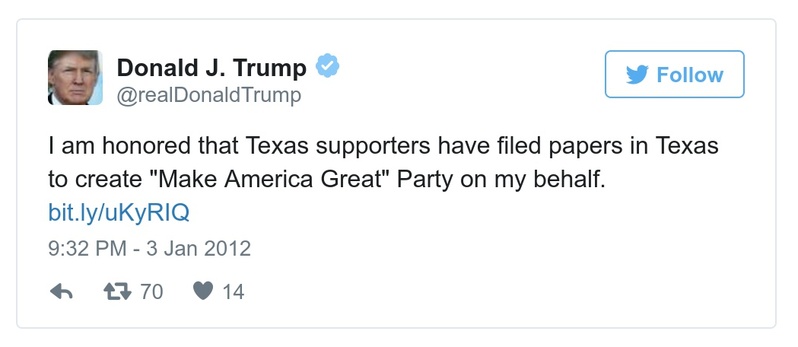 Donald J. Trump
@realDonaldTrump
Follow
I am honored that Texas supporters have filed papers in Texas
to create "Make America Great" Party on my behalf.
bit.ly/uKyRIQ
9:32 PM - 3 Jan 2012
70 14